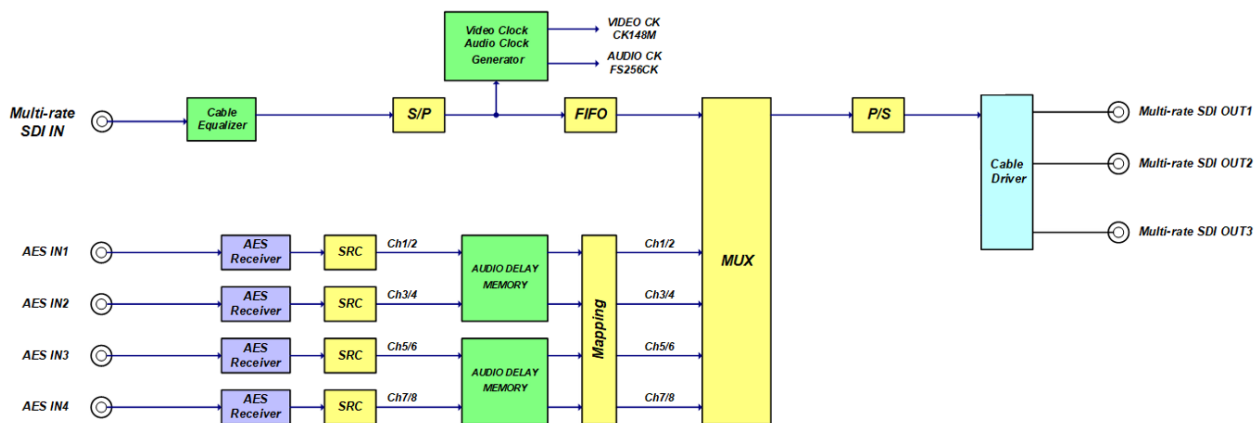 Video Clock
Audio Clock
Generator
VIDEO CK
CK148M
AUDIO CK
FS256CK
Multi-rate
SDI IN
Cable
Equalizer
S/P
FIFO
P/S
Multi-rate SDI OUT1
Multi-rate SDI OUT2
Multi-rate SDI OUT3
Cable
Driver
MUX
AES IN1
AES
Receiver
SRC
Ch1/2
AUDIO DELAY
MEMORY
Mapping
Ch1/2
AES IN2
AES
Receiver
SRC
Ch3/4
Ch3/4
AES IN3
AES
Receiver
SRC
Ch5/6
AUDIO DELAY
MEMORY
Ch5/6
AES IN4
AES
Receiver
SRC
Ch7/8
Ch7/8